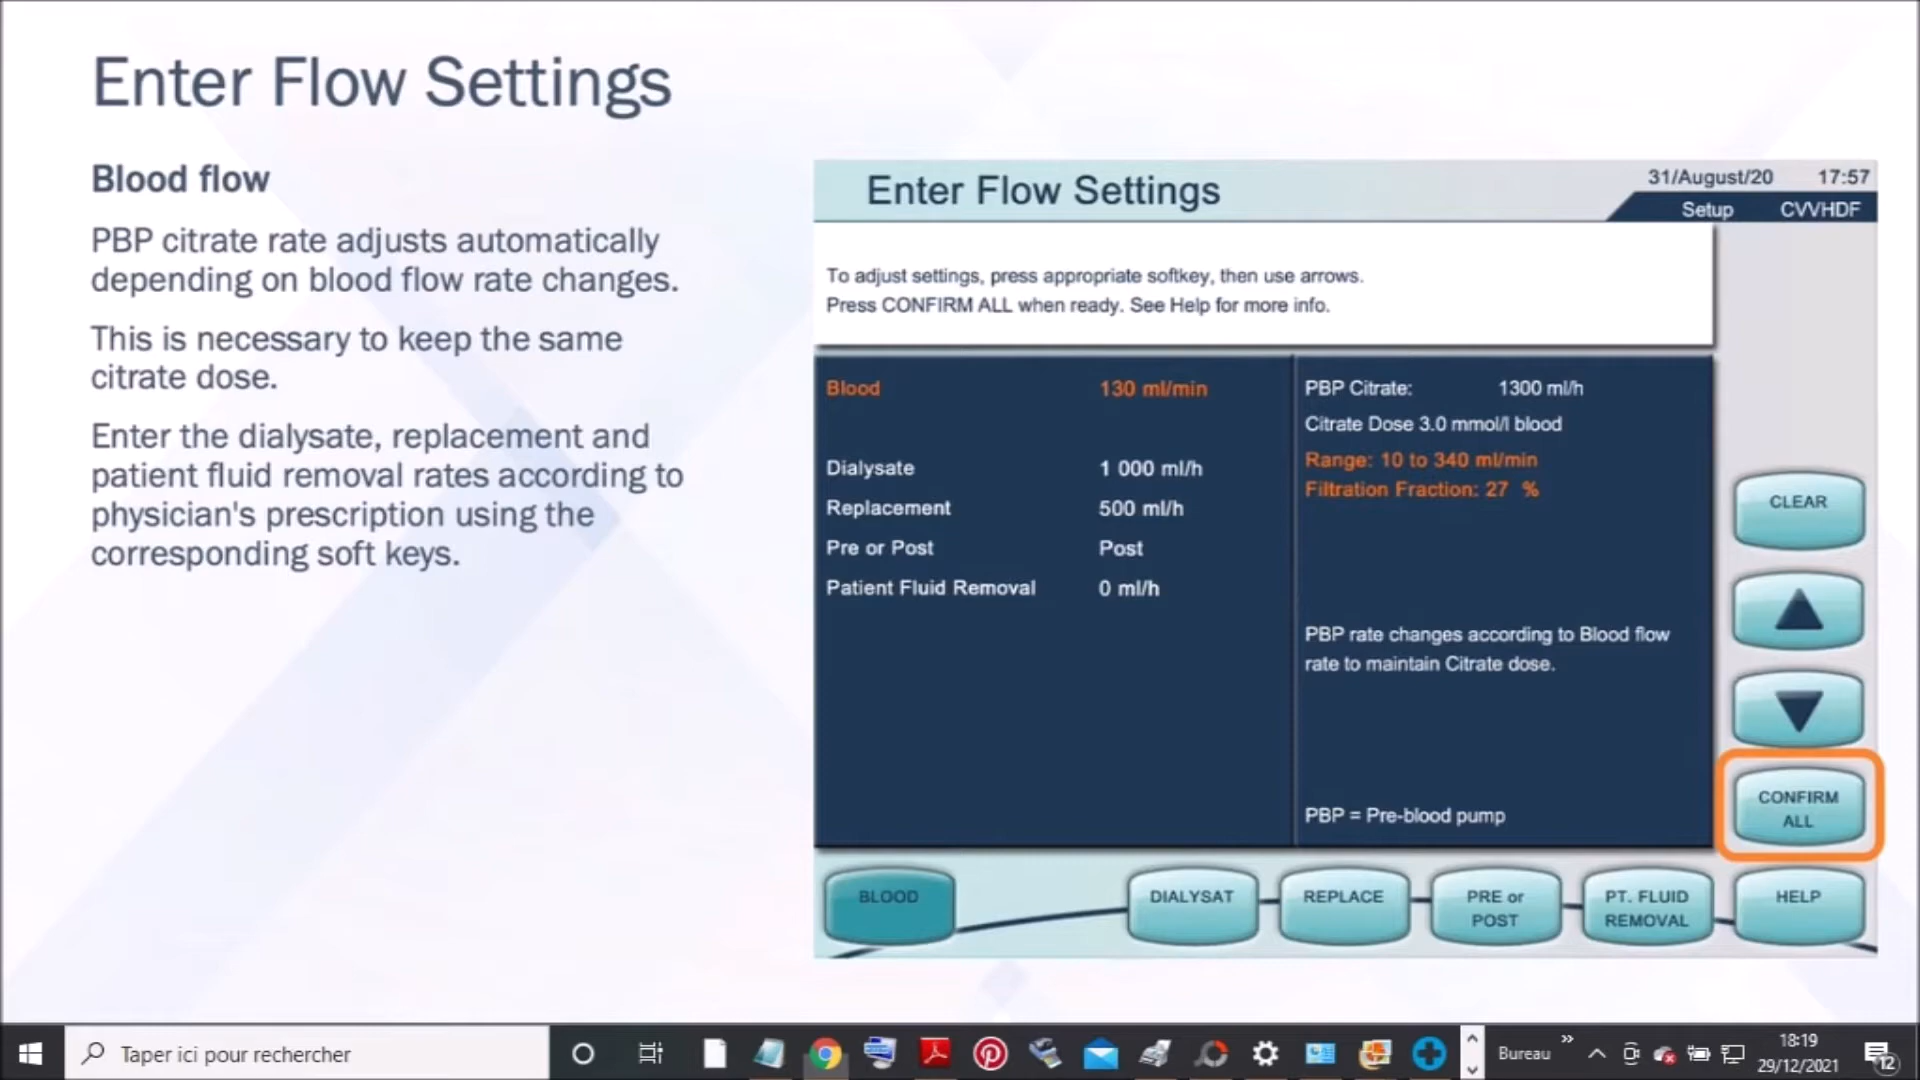 Enter Flow Settings
Blood flow
PBP citrate rate adjusts automatically
depending on blood flow rate changes.
This is necessary to keep the same
citrate dose.
Enter the dialysate, replacement and
patient fluid removal rates according to
physician's prescription using the
corresponding soft keys.
Enter Flow Settings
31/August/20 17:57
Setup CVVHDF
To adjust settings, press appropriate softkey, then use arrows.
Press CONFIRM ALL when ready. See Help for more info.
Blood 130 ml/min
Dialysate 1 000 ml/h
Replacement 500 ml/h
Pre or Post Post
Patient Fluid Removal 0 ml/h
PBP Citrate: 1300 ml/h
Citrate Dose 3.0 mmol/l blood
Range: 10 to 340 ml/min
Filtration Fraction: 27 %
PBP rate changes according to Blood flow
rate to maintain Citrate dose.
PBP = Pre-blood pump
CLEAR
CONFIRM
ALL
BLOOD
DIALYSAT
REPLACE
PRE or
POST
PT. FLUID
REMOVAL
HELP
Taper ici pour rechercher
Bureau
18:19
29/12/2021
12